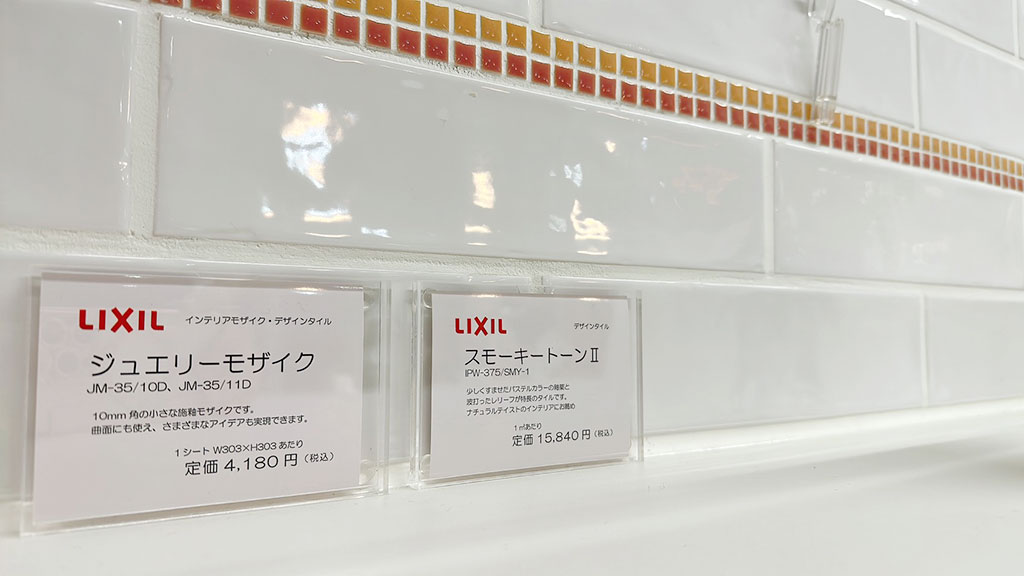 LIXIL インテリアモザイク・デザインタイル
ジュエリーモザイク
JM-35/10D、JM-35/11D
10mm 角の小さな施釉モザイクです。
曲面にも使え、さまざまなアイデアも実現できます。
1シート W303×H303 あたり
定価 4,180 円（税込）
LIXIL デザインタイル
スモーキートーンⅡ
IPW-375/SMY-1
少しくすませたパステルカラーの釉薬と
波打ったレリーフが特長のタイルです。
ナチュラルテイストのインテリアにお薦め
1㎡あたり
定価 15,840 円（税込）